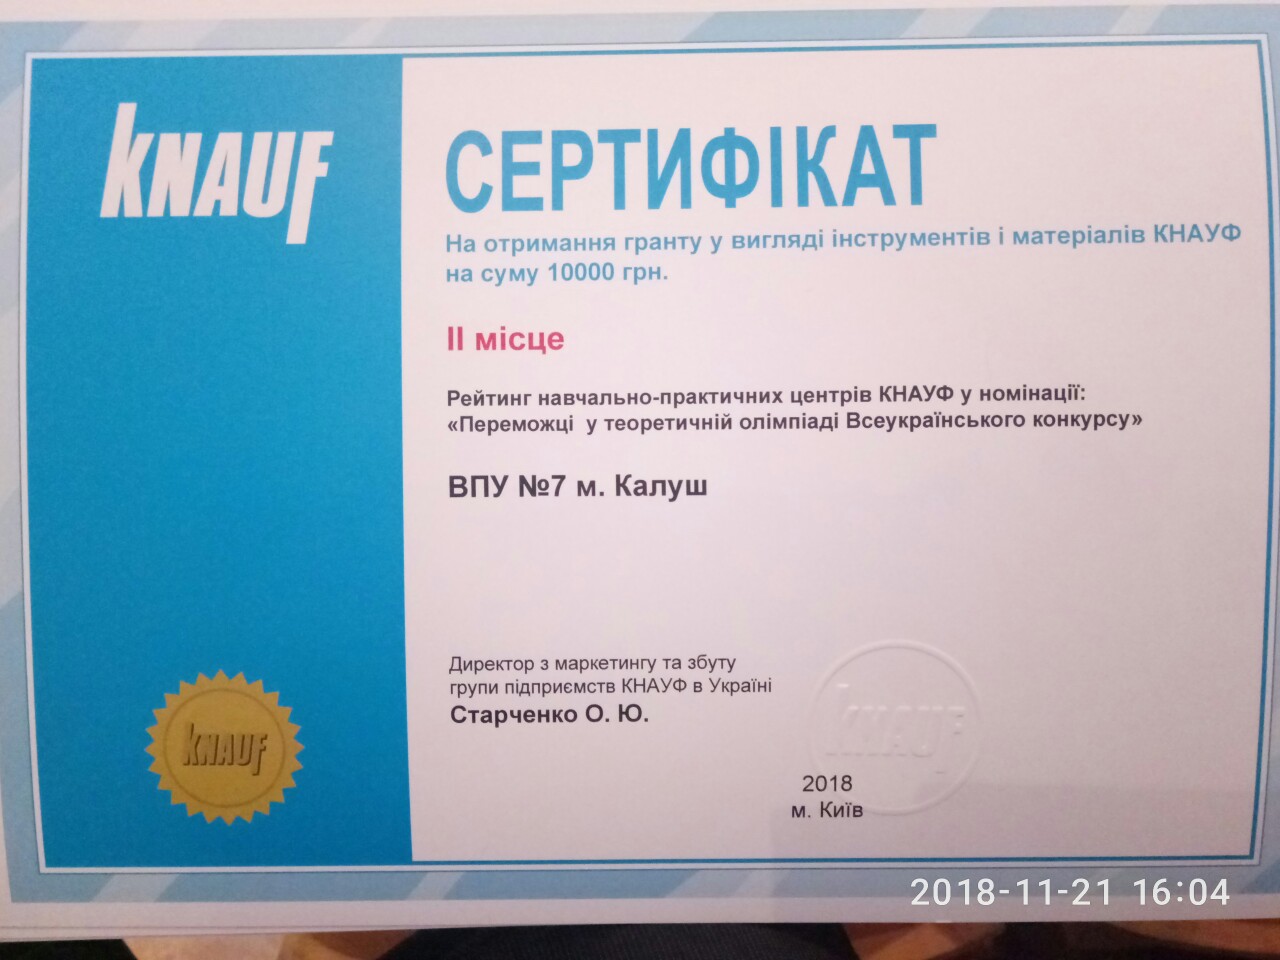 KNAUF
СЕРТИФІКАТ
На отримання гранту у вигляді інструментів і матеріалів КНАУФ
на суму 10000 грн.
ІІ місце
Рейтинг навчально-практичних центрів КНАУФ у номінації:
«Переможці у теоретичній олімпіаді Всеукраїнського конкурсу»
ВПУ №7 м. Калуш
Директор з маркетингу та збуту
групи підприємств КНАУФ в Україні
Старченко О. Ю.
KNAUF
KNAUF
2018
м. Київ
2018-11-21 16:04